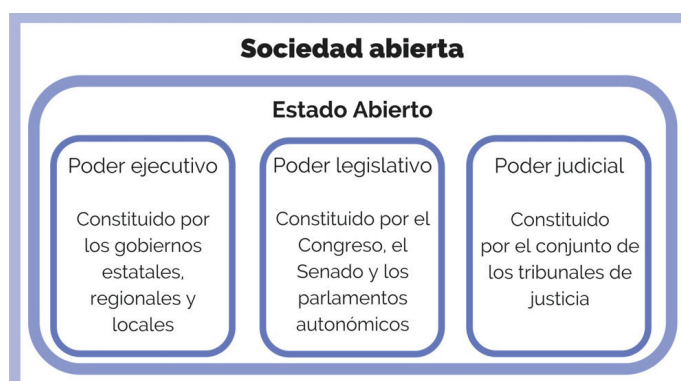 Sociedad abierta
Estado Abierto
Poder ejecutivo
Constituido por
los gobiernos
estatales,
regionales y
locales
Poder legislativo
Constituido por el
Congreso, el
Senado y los
parlamentos
autonómicos
Poder judicial
Constituido
por el conjunto de
los tribunales de
justicia